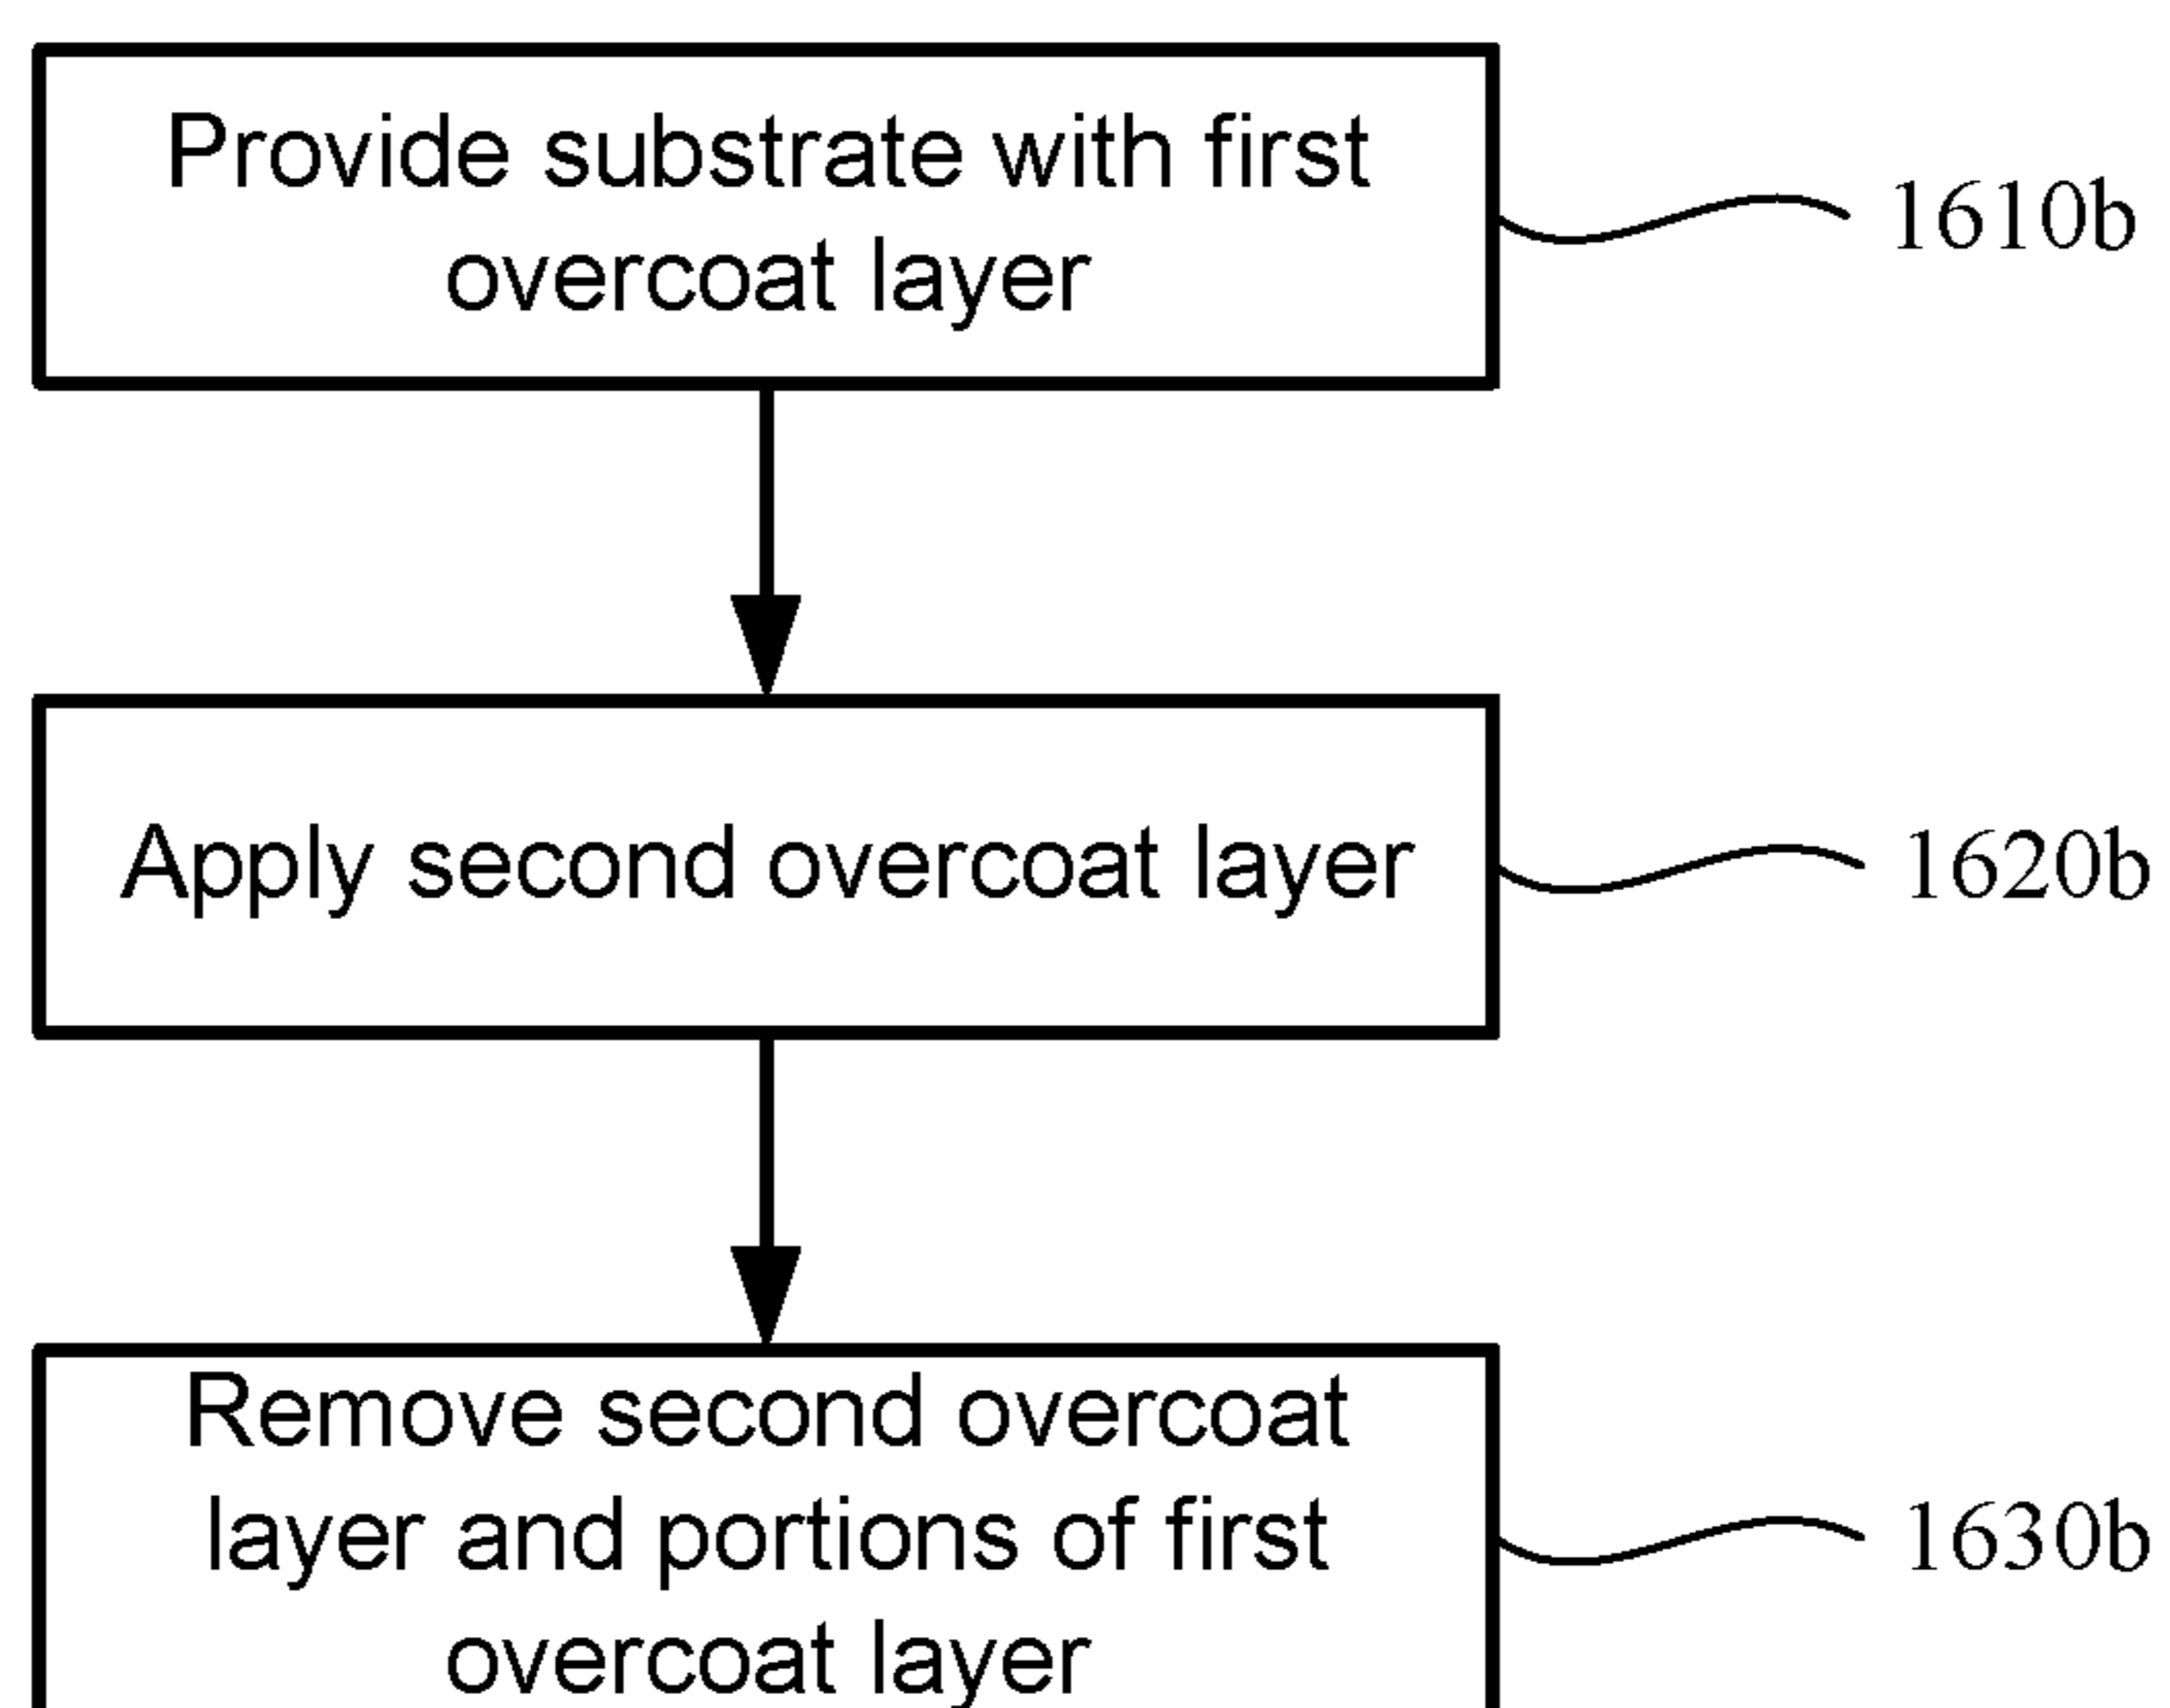 Provide substrate with first
overcoat layer
1610b
Apply second overcoat layer
1620b
Remove second overcoat
layer and portions of first
overcoat layer
1630b